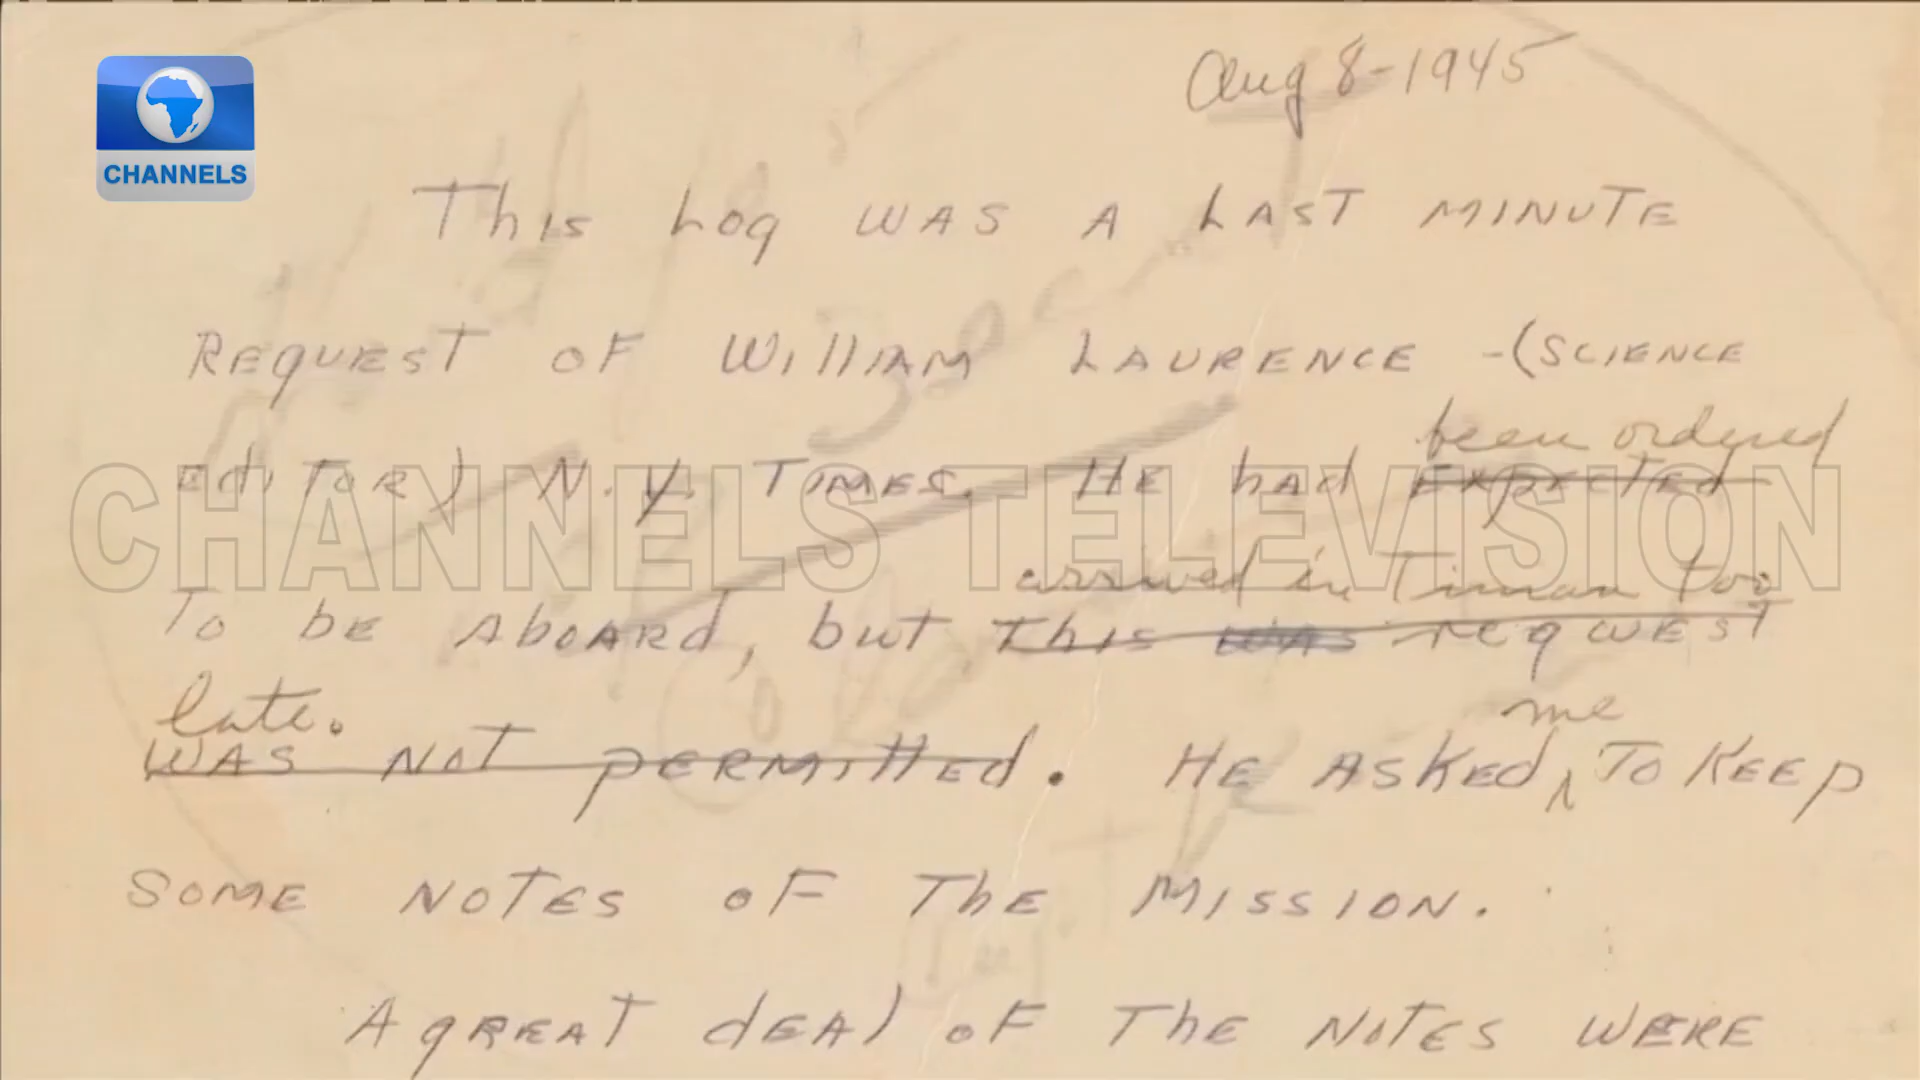 CHANNELS
Aug 8-1945
This Log was a Last minute
Request of William Laurence -(Science
been ordered
editor) N.Y. Times. He had expected
CHANNELS TELEVISION
arrived in Tinian too
To be aboard, but this was request
late.
me
was not permitted. He asked, To Keep
some notes of the mission.
A great deal of the notes were